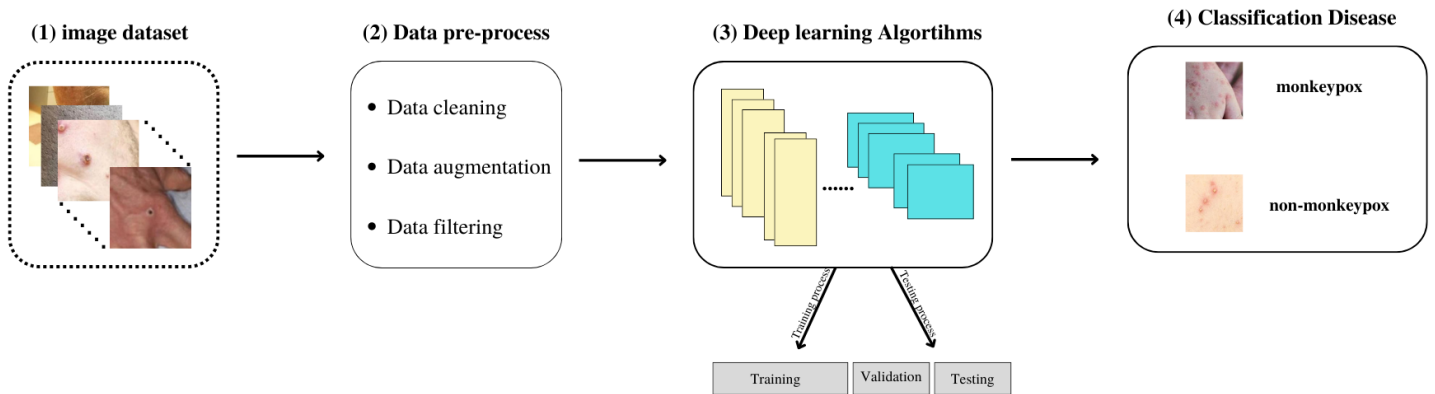 (1) image dataset
(2) Data pre-process
• Data cleaning
• Data augmentation
• Data filtering
(3) Deep learning Algortihms
Training process
Testing process
Training
Validation
Testing
(4) Classification Disease
monkeypox
non-monkeypox